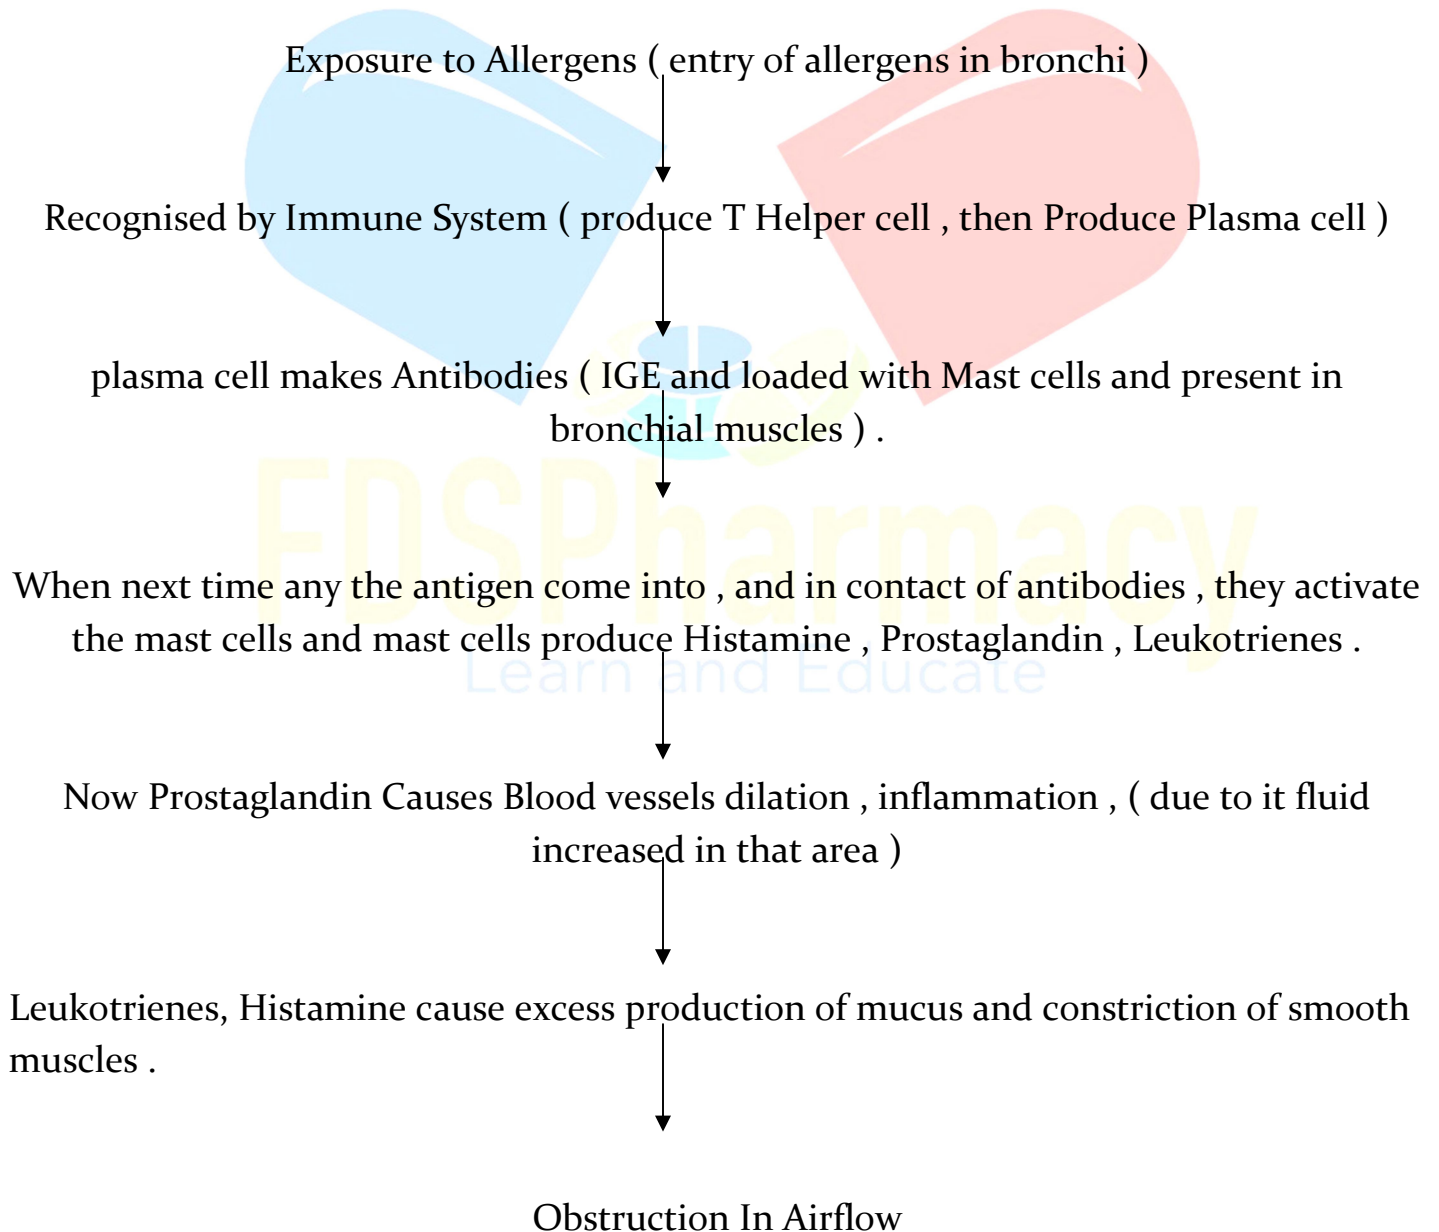 Exposure to Allergens ( entry of allergens in bronchi )
Recognised by Immune System ( produce T Helper cell , then Produce Plasma cell )
plasma cell makes Antibodies ( IGE and loaded with Mast cells and present in
bronchial muscles ) .
FDSPharmacy
When next time any the antigen come into , and in contact of antibodies , they activate
the mast cells and mast cells produce Histamine , Prostaglandin , Leukotrienes .
Learn and Educate
Now Prostaglandin Causes Blood vessels dilation , inflammation , ( due to it fluid
increased in that area )
Leukotrienes, Histamine cause excess production of mucus and constriction of smooth
muscles .
Obstruction In Airflow